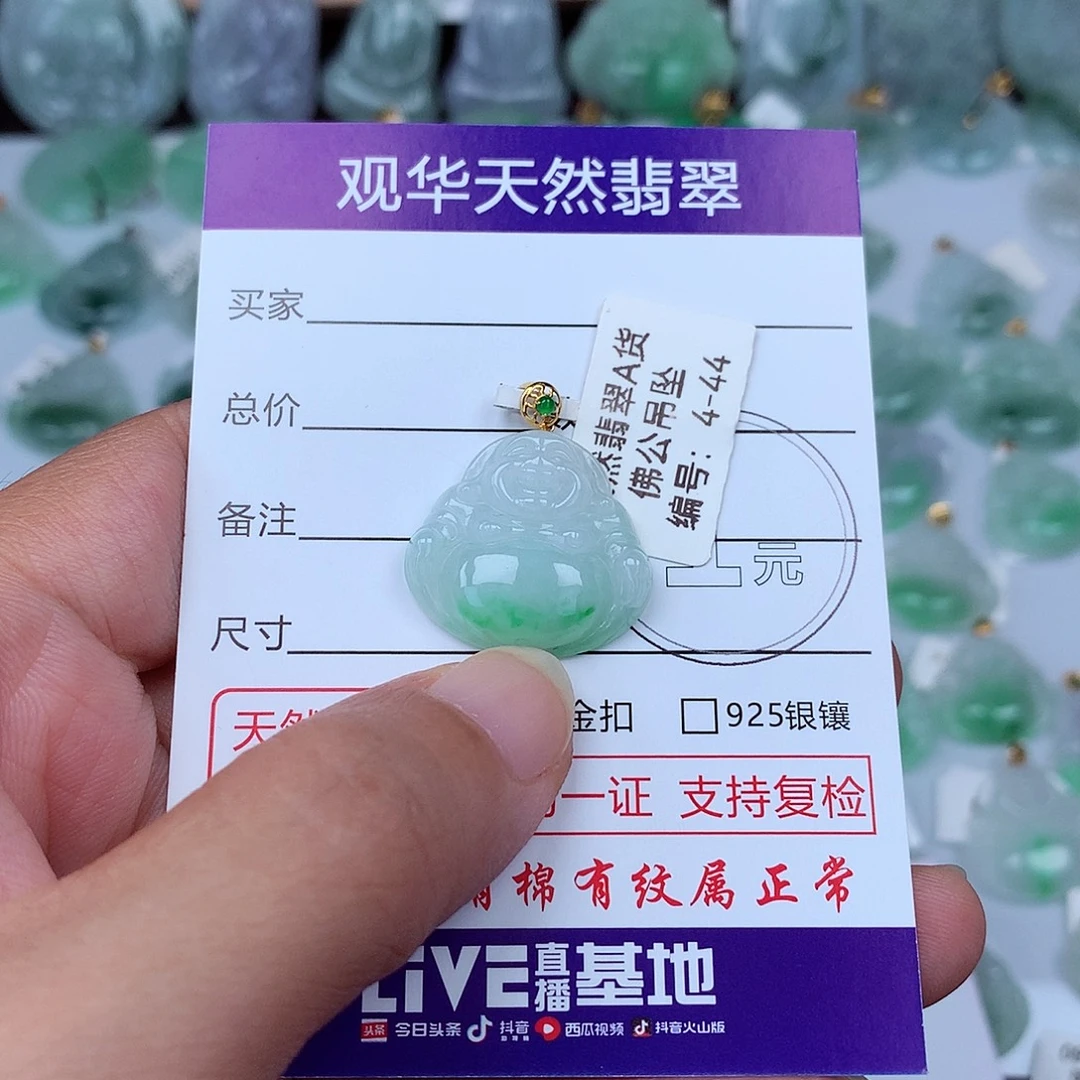 观华天然翡翠
买家
总价
然翡翠A货
佛公吊坠
编号：4-44
备注
元
尺寸
天然
金扣 □925银镶
一证 支持复检
棉有纹属正常
LIVE直播基地
头条 今日头条 抖音 西瓜视频 抖音火山版